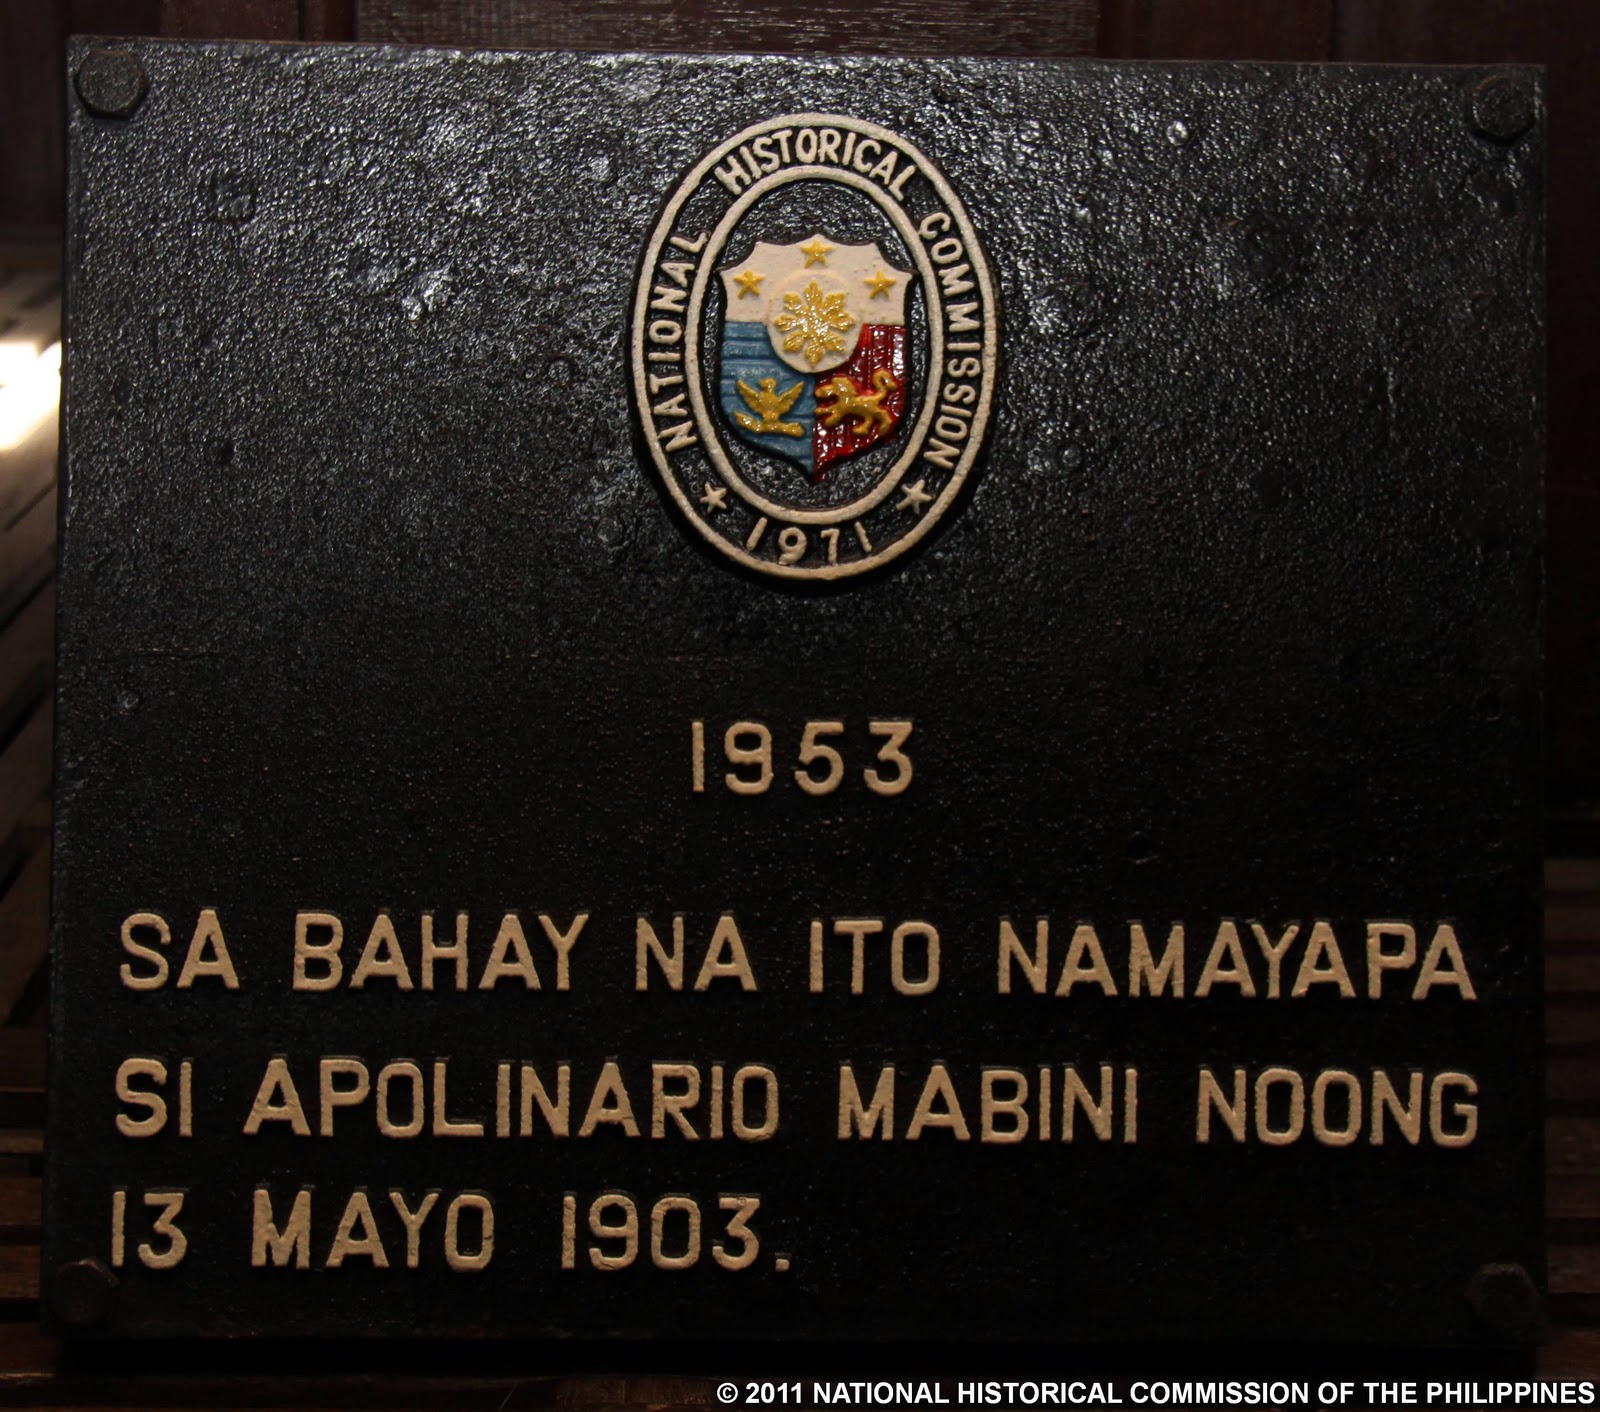 NATIONAL HISTORICAL COMMISSION
1971
1953
SA BAHAY NA ITO NAMAYAPA
SI APOLINARIO MABINI NOONG
13 MAYO 1903.
© 2011 NATIONAL HISTORICAL COMMISSION OF THE PHILIPPINES